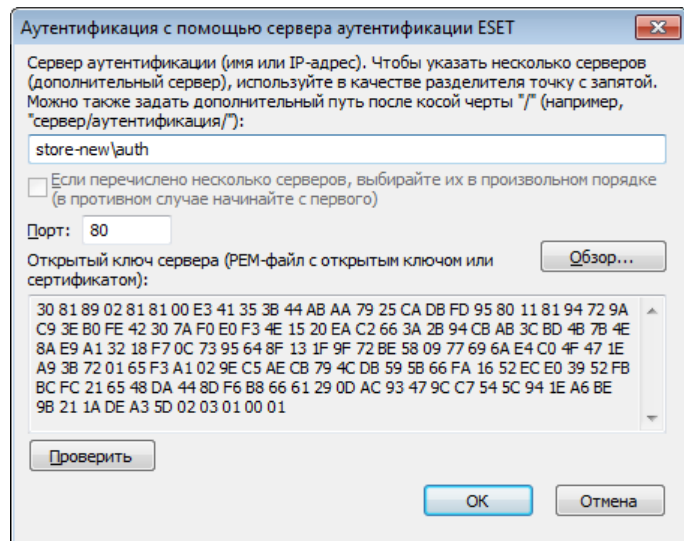 Аутентификация с помощью сервера аутентификации ESET
Сервер аутентификации (имя или IP-адрес). Чтобы указать несколько серверов
(дополнительный сервер), используйте в качестве разделителя точку с запятой.
Можно также задать дополнительный путь после косой черты "/" (например,
"сервер/аутентификация/"):
store-new\auth
Если перечислено несколько серверов, выбирайте их в произвольном порядке
(в противном случае начинайте с первого)
Порт: 80
Открытый ключ сервера (PEM-файл с открытым ключом или
сертификатом):
Обзор...
30 81 89 02 81 81 00 E3 41 35 3B 44 AB AA 79 25 CA DB FD 95 80 11 81 94 72 9A
C9 3E B0 FE 42 30 7A F0 E0 F3 4E 15 20 EA C2 66 3A 2B 94 CB AB 3C BD 4B 7B 4E
8A E9 A1 32 18 F7 0C 73 95 64 8F 13 1F 9F 72 BE 58 09 77 69 6A E4 C0 4F 47 1E
A9 3B 72 01 65 F3 A1 02 9E C5 AE CB 79 4C DB 59 5B 66 FA 16 52 EC E0 39 52 FB
BC FC 21 65 48 DA 44 8D F6 B8 66 61 29 0D AC 93 47 9C C7 54 5C 94 1E A6 BE
9B 21 1A DE A3 5D 02 03 01 00 01
Проверить
ОК
Отмена